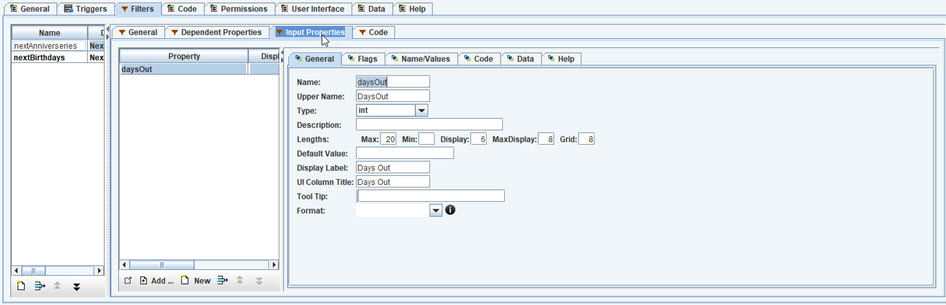 General Triggers Filters Code Permissions User Interface Data Help
General Dependent Properties Input Properties Code
Name
nextAnniverseries Nex
nextBirthdays Nex
Property Displ
daysOut
Add ... New
General Flags Name/Values Code Data Help
Name: daysOut
Upper Name: DaysOut
Type: int
Description:
Lengths: Max: 20 Min: Display: 6 MaxDisplay: 8 Grid: 8
Default Value:
Display Label: Days Out
UI Column Title: Days Out
Tool Tip:
Format: